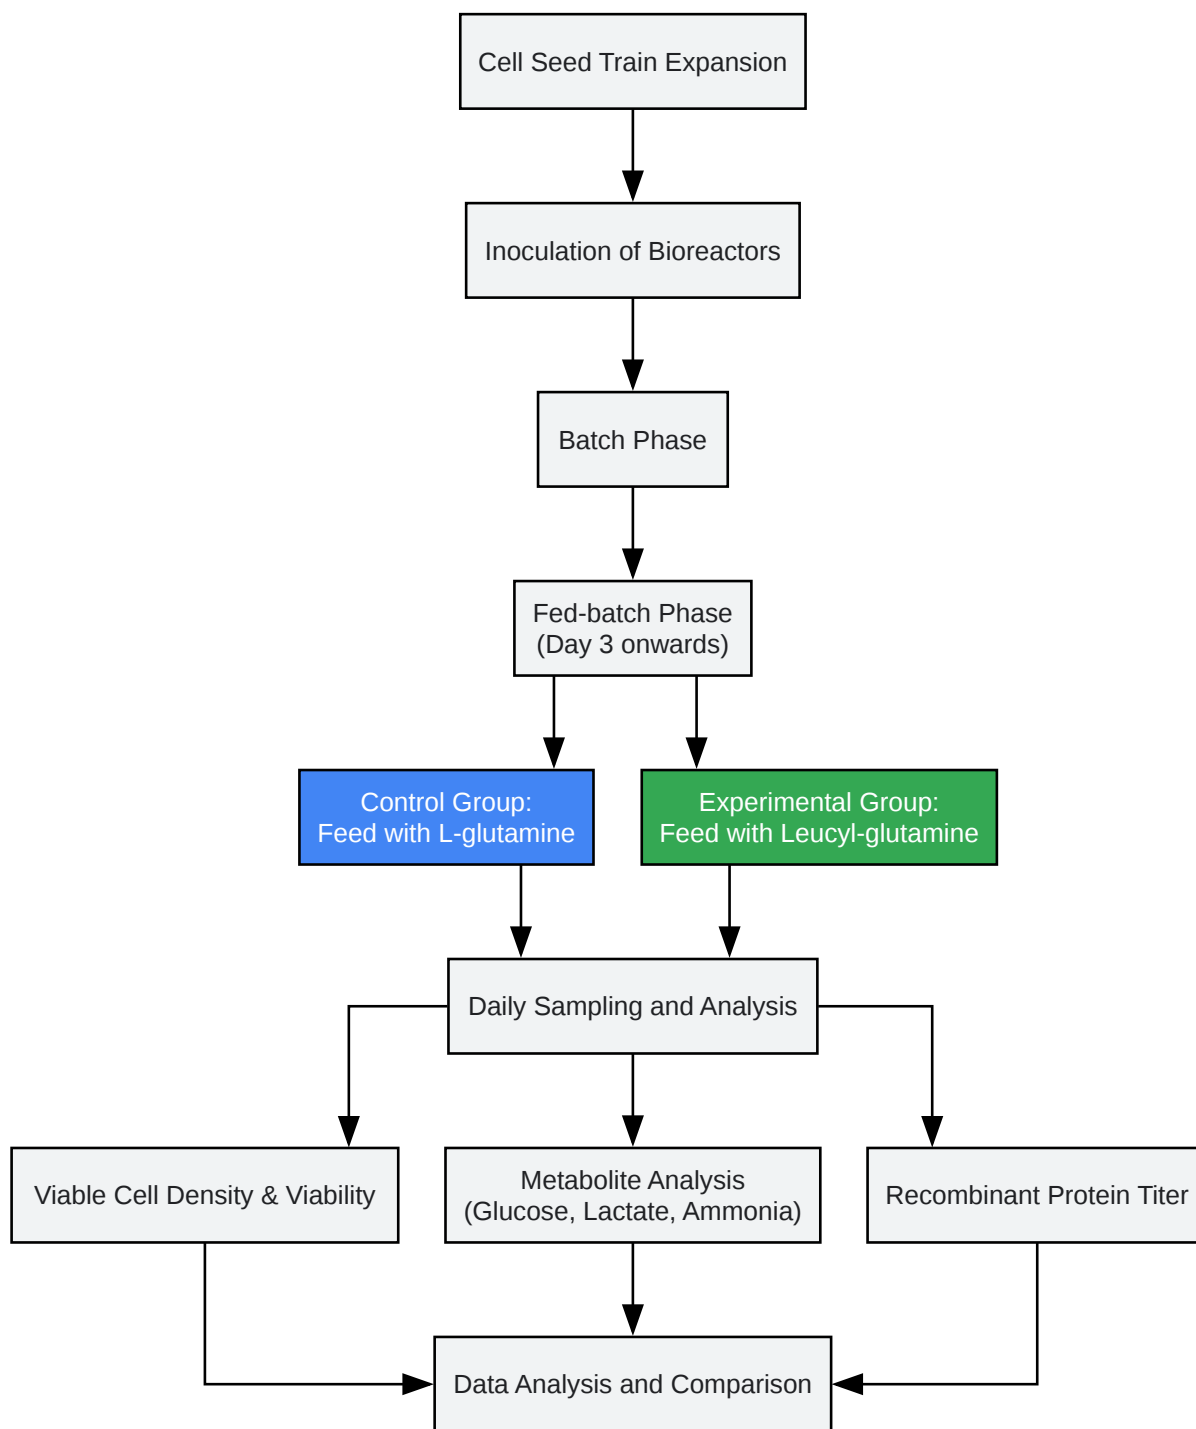 Cell Seed Train Expansion
Inoculation of Bioreactors
Batch Phase
Fed-batch Phase
(Day 3 onwards)
Control Group:
Feed with L-glutamine
Experimental Group:
Feed with Leucyl-glutamine
Daily Sampling and Analysis
Viable Cell Density & Viability
Metabolite Analysis
(Glucose, Lactate, Ammonia)
Recombinant Protein Titer
Data Analysis and Comparison